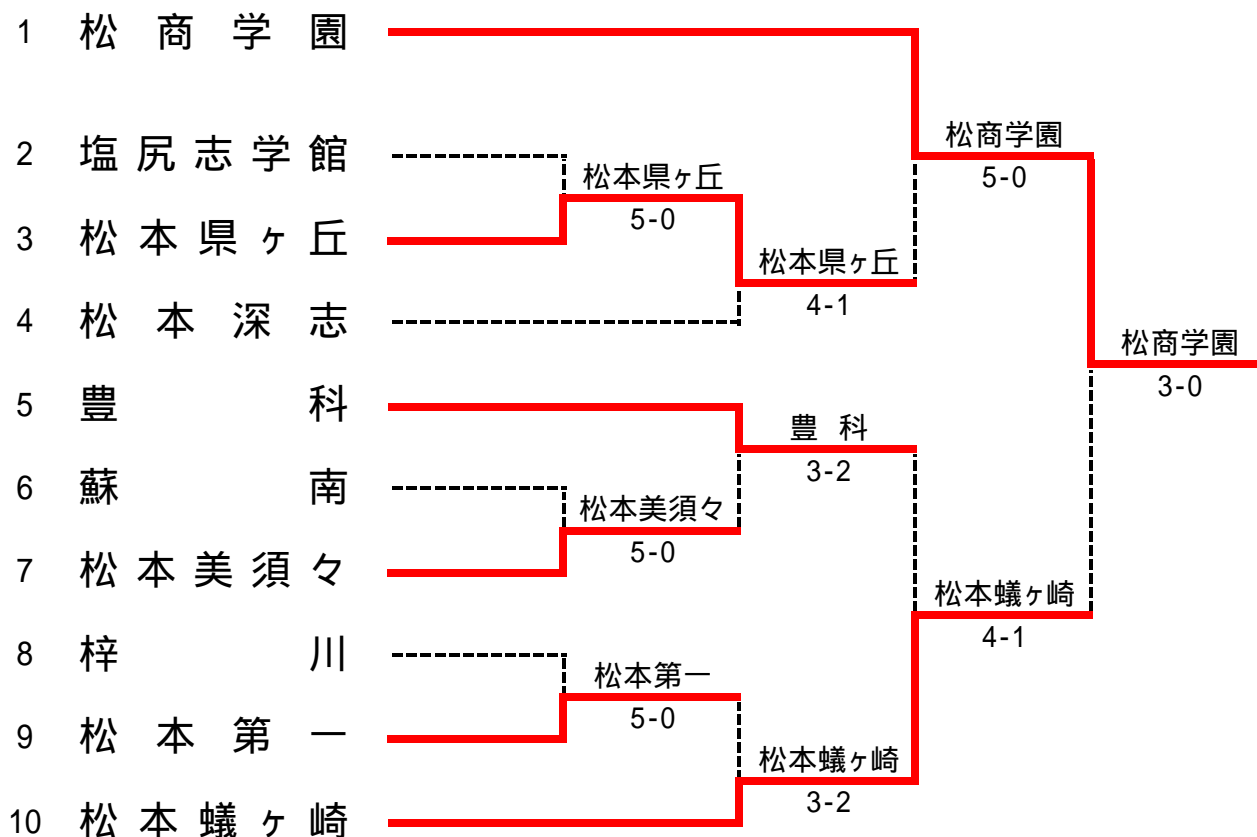 1 松商学園
2 塩尻志学館
3 松本県ヶ丘
4 松本深志
5 豊科
6 蘇南
7 松本美須々
8 梓川
9 松本第一
10 松本蟻ヶ崎
松本県ヶ丘
5-0
松本美須々
5-0
松本第一
5-0
松本県ヶ丘
4-1
豊科
3-2
松本蟻ヶ崎
3-2
松商学園
5-0
松本蟻ヶ崎
4-1
松商学園
3-0